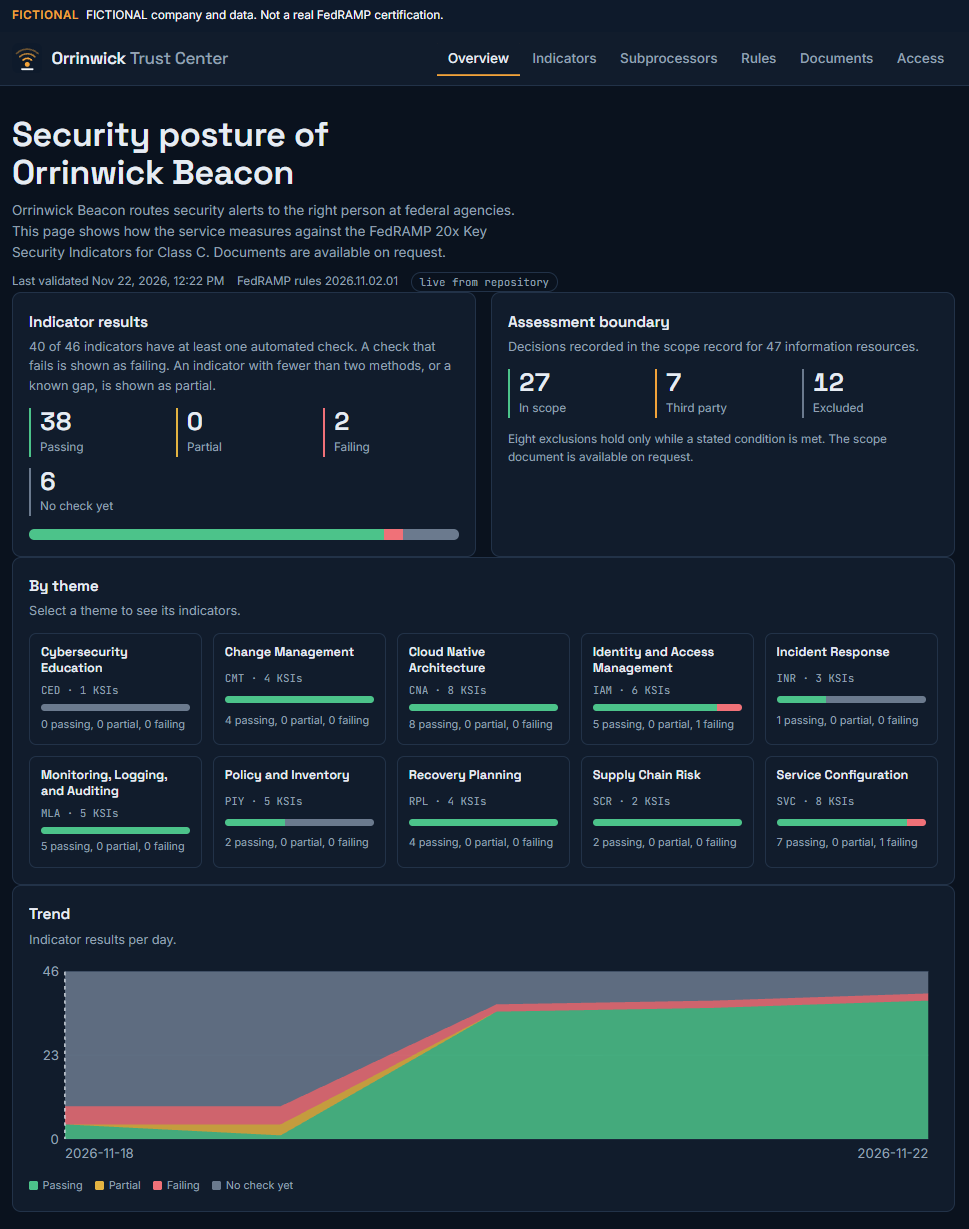 FICTIONAL FICTIONAL company and data. Not a real FedRAMP certification.
Orrinwick Trust Center
Overview
Indicators
Subprocessors
Rules
Documents
Access
Security posture of
Orrinwick Beacon
Orrinwick Beacon routes security alerts to the right person at federal agencies.
This page shows how the service measures against the FedRAMP 20x Key
Security Indicators for Class C. Documents are available on request.
Last validated Nov 22, 2026, 12:22 PM
FedRAMP rules 2026.11.02.01
live from repository
Indicator results
40 of 46 indicators have at least one automated check. A check that
fails is shown as failing. An indicator with fewer than two methods, or a
known gap, is shown as partial.
38
Passing
0
Partial
2
Failing
6
No check yet
Assessment boundary
Decisions recorded in the scope record for 47 information resources.
27
In scope
7
Third party
12
Excluded
Eight exclusions hold only while a stated condition is met. The scope
document is available on request.
By theme
Select a theme to see its indicators.
Cybersecurity
Education
CED · 1 KSIs
0 passing, 0 partial, 0 failing
Change Management
CMT · 4 KSIs
4 passing, 0 partial, 0 failing
Cloud Native
Architecture
CNA · 8 KSIs
8 passing, 0 partial, 0 failing
Identity and Access
Management
IAM · 6 KSIs
5 passing, 0 partial, 1 failing
Incident Response
INR · 3 KSIs
1 passing, 0 partial, 0 failing
Monitoring, Logging,
and Auditing
MLA · 5 KSIs
5 passing, 0 partial, 0 failing
Policy and Inventory
PIY · 5 KSIs
2 passing, 0 partial, 0 failing
Recovery Planning
RPL · 4 KSIs
4 passing, 0 partial, 0 failing
Supply Chain Risk
SCR · 2 KSIs
2 passing, 0 partial, 0 failing
Service Configuration
SVC · 8 KSIs
7 passing, 0 partial, 1 failing
Trend
Indicator results per day.
46
23
0
2026-11-18
2026-11-22
Passing
Partial
Failing
No check yet